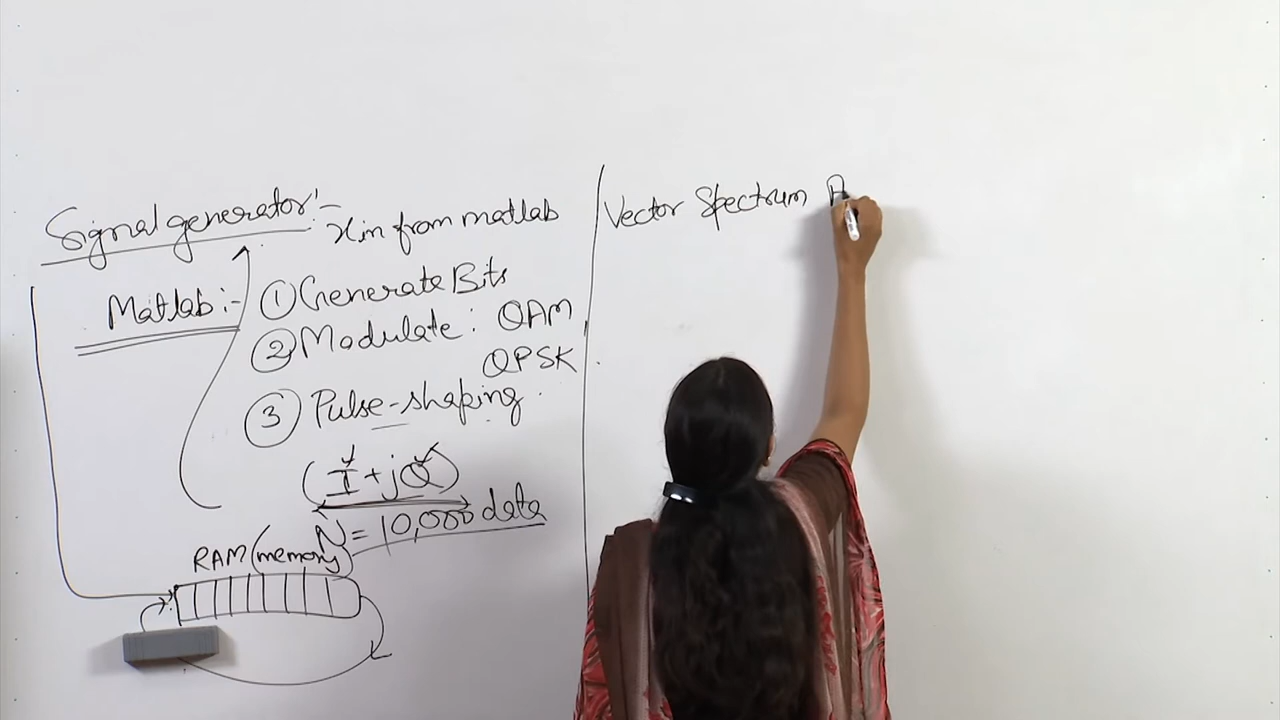 Signal generator:-
xin from matlab
Matlab:-
① Generate Bits
② Modulate: QAM
QPSK
③ Pulse-shaping.
(I+jQ)
N=10,000 data
RAM (memory)
Vector Spectrum A